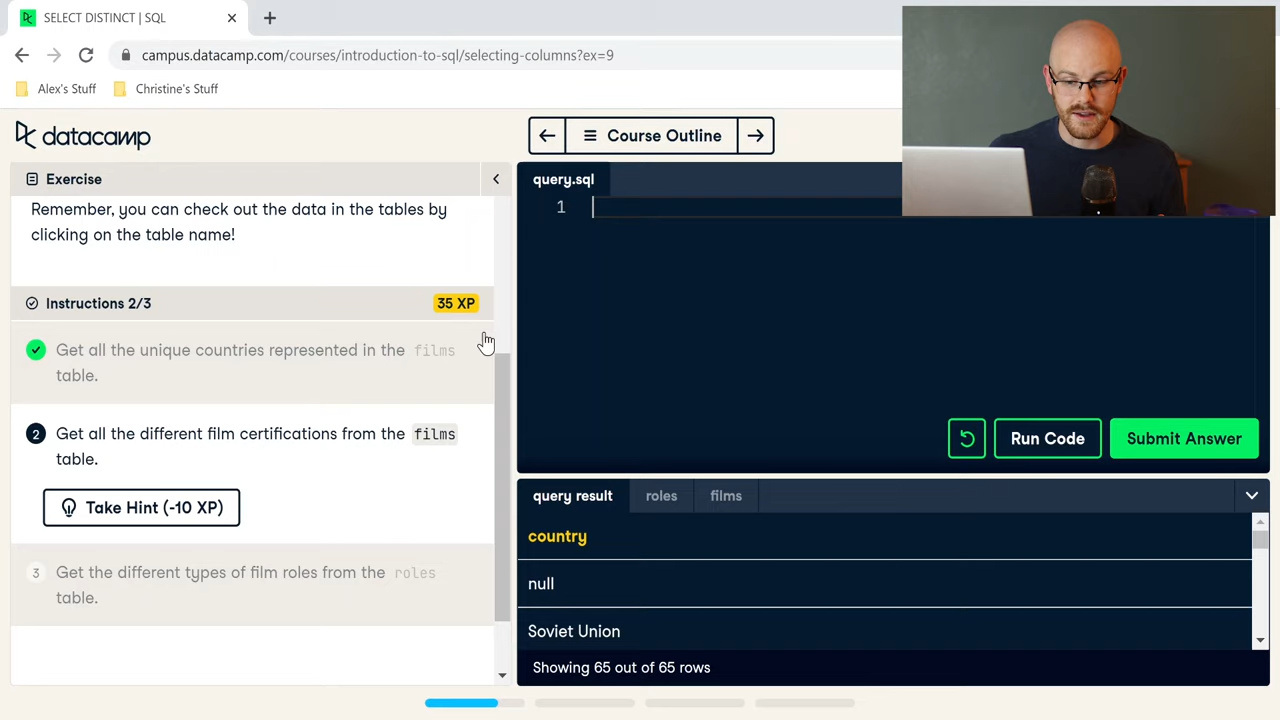 SELECT DISTINCT | SQL
campus.datacamp.com/courses/introduction-to-sql/selecting-columns?ex=9
Alex's Stuff
Christine's Stuff
datacamp
Course Outline
Exercise
Remember, you can check out the data in the tables by
clicking on the table name!
Instructions 2/3
35 XP
Get all the unique countries represented in the films
table.
2
Get all the different film certifications from the films
table.
Take Hint (-10 XP)
3
Get the different types of film roles from the roles
table.
query.sql
1
Run Code
Submit Answer
query result
roles
films
country
null
Soviet Union
Showing 65 out of 65 rows